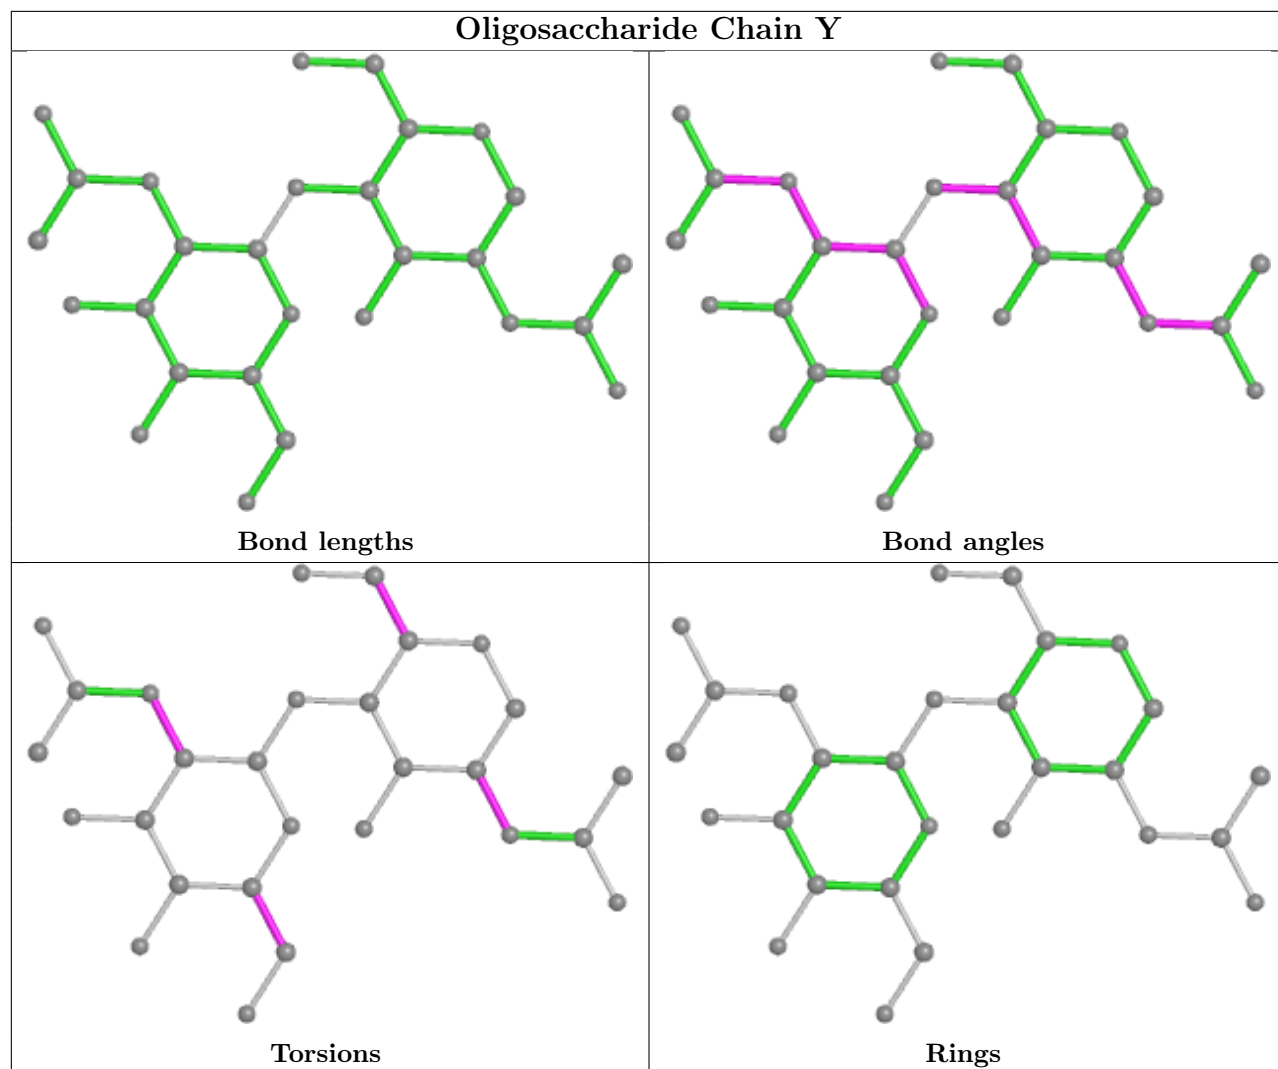 Oligosaccharide Chain Y
Bond lengths
Bond angles
Torsions
Rings